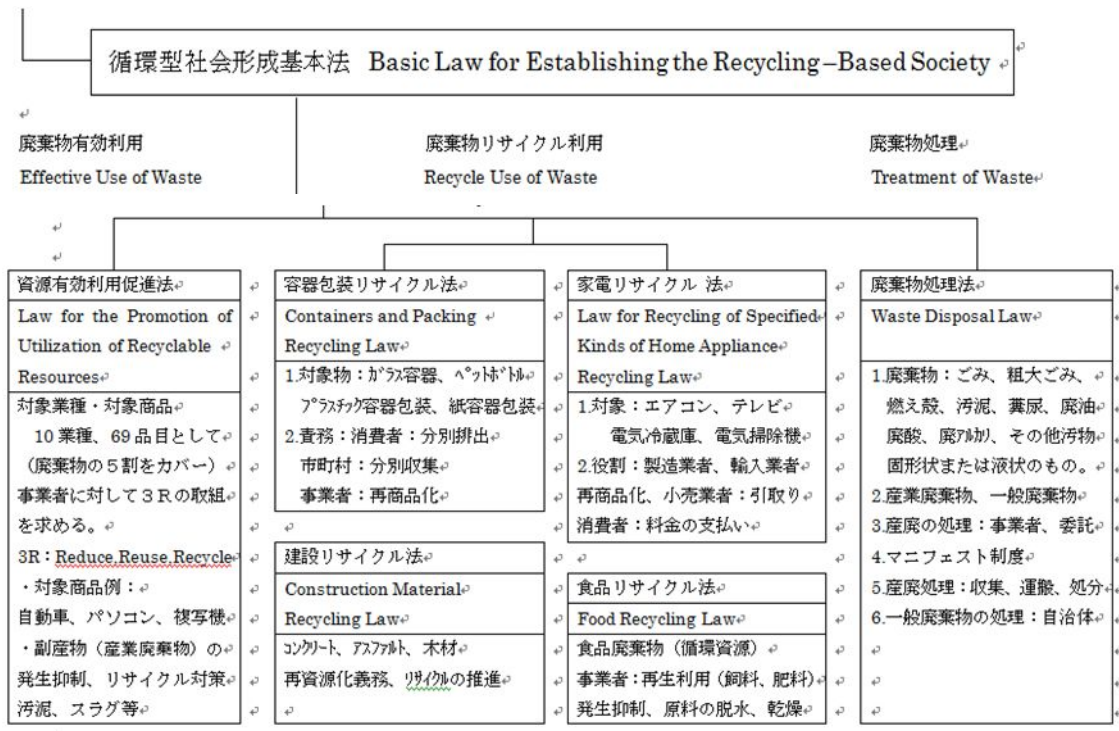 循環型社会形成基本法 Basic Law for Establishing the Recycling–Based Society
廃棄物有効利用
Effective Use of Waste
廃棄物リサイクル利用
Recycle Use of Waste
廃棄物処理
Treatment of Waste
資源有効利用促進法
Law for the Promotion of
Utilization of Recyclable
Resources
対象業種・対象商品
10業種、69品目として
（廃棄物の５割をカバー）
事業者に対して３Ｒの取組
を求める。
3R：Reduce,Reuse,Recycle
・対象商品例：
自動車、パソコン、複写機
・副産物（産業廃棄物）の
発生抑制、リサイクル対策
汚泥、スラグ等
容器包装リサイクル法
Containers and Packing
Recycling Law
1.対象物：ｶﾞﾗｽ容器、ﾍﾟｯﾄﾎﾞﾄﾙ
ﾌﾟﾗｽﾁｯｸ容器包装、紙容器包装
2.責務：消費者：分別排出
市町村：分別収集
事業者：再商品化
建設リサイクル法
Construction Material
Recycling Law
ｺﾝｸﾘｰﾄ、ｱｽﾌｧﾙﾄ、木材
再資源化義務、ﾘｻｲｸﾙの推進
家電リサイクル 法
Law for Recycling of Specified
Kinds of Home Appliance
Recycling Law
1.対象：エアコン、テレビ
電気冷蔵庫、電気掃除機
2.役割：製造業者、輸入業者
再商品化、小売業者：引取り
消費者：料金の支払い
食品リサイクル法
Food Recycling Law
食品廃棄物（循環資源）
事業者：再生利用（飼料、肥料）
発生抑制、原料の脱水、乾燥
廃棄物処理法
Waste Disposal Law
1.廃棄物：ごみ、粗大ごみ、
燃え殻、汚泥、糞尿、廃油
廃酸、廃ｱﾙｶﾘ、その他汚物
固形状または液状のもの。
2.産業廃棄物、一般廃棄物
3.産廃の処理：事業者、委託
4.マニフェスト制度
5.産廃処理：収集、運搬、処分
6.一般廃棄物の処理：自治体